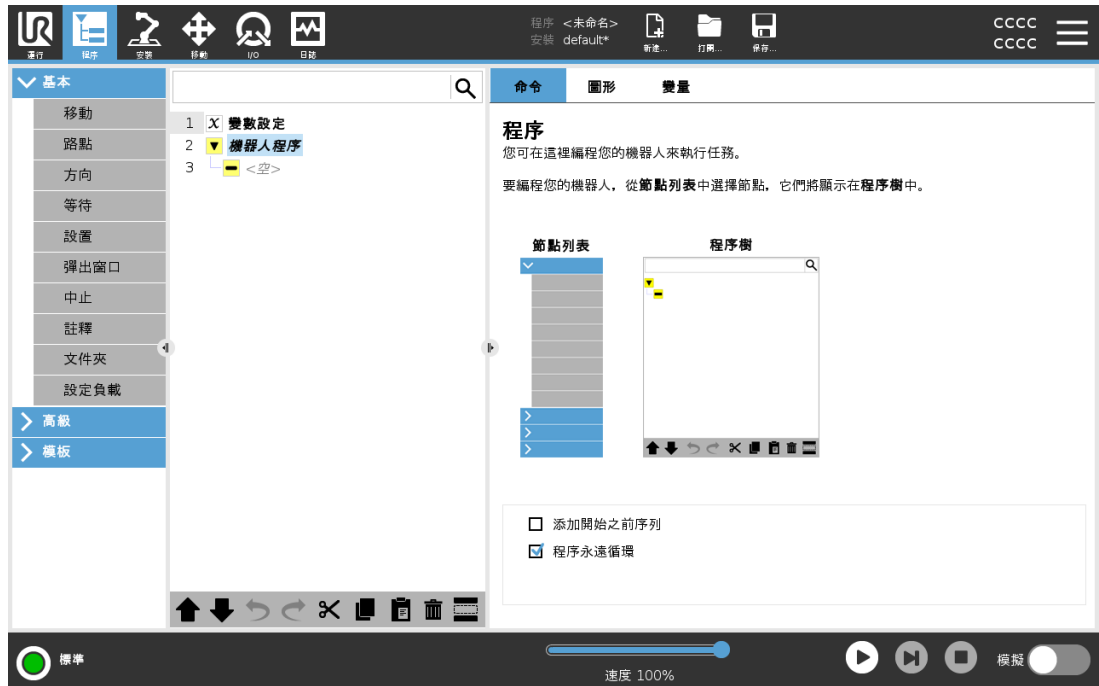 程序 <未命名>
安裝 default*
cccc
cccc
運行 程序 安裝 移動 I/O 日誌 新建... 打開... 保存...
基本
移動
路點
方向
等待
設置
彈出窗口
中止
註釋
文件夾
設定負載
高級
模板
1 x 變數設定
2 機器人程序
3 <空>
命令 圖形 變量
程序
您可在這裡編程您的機器人來執行任務。
要編程您的機器人，從節點列表中選擇節點，它們將顯示在程序樹中。
節點列表 程序樹
添加開始之前序列
程序永遠循環
標準
速度 100%
模擬